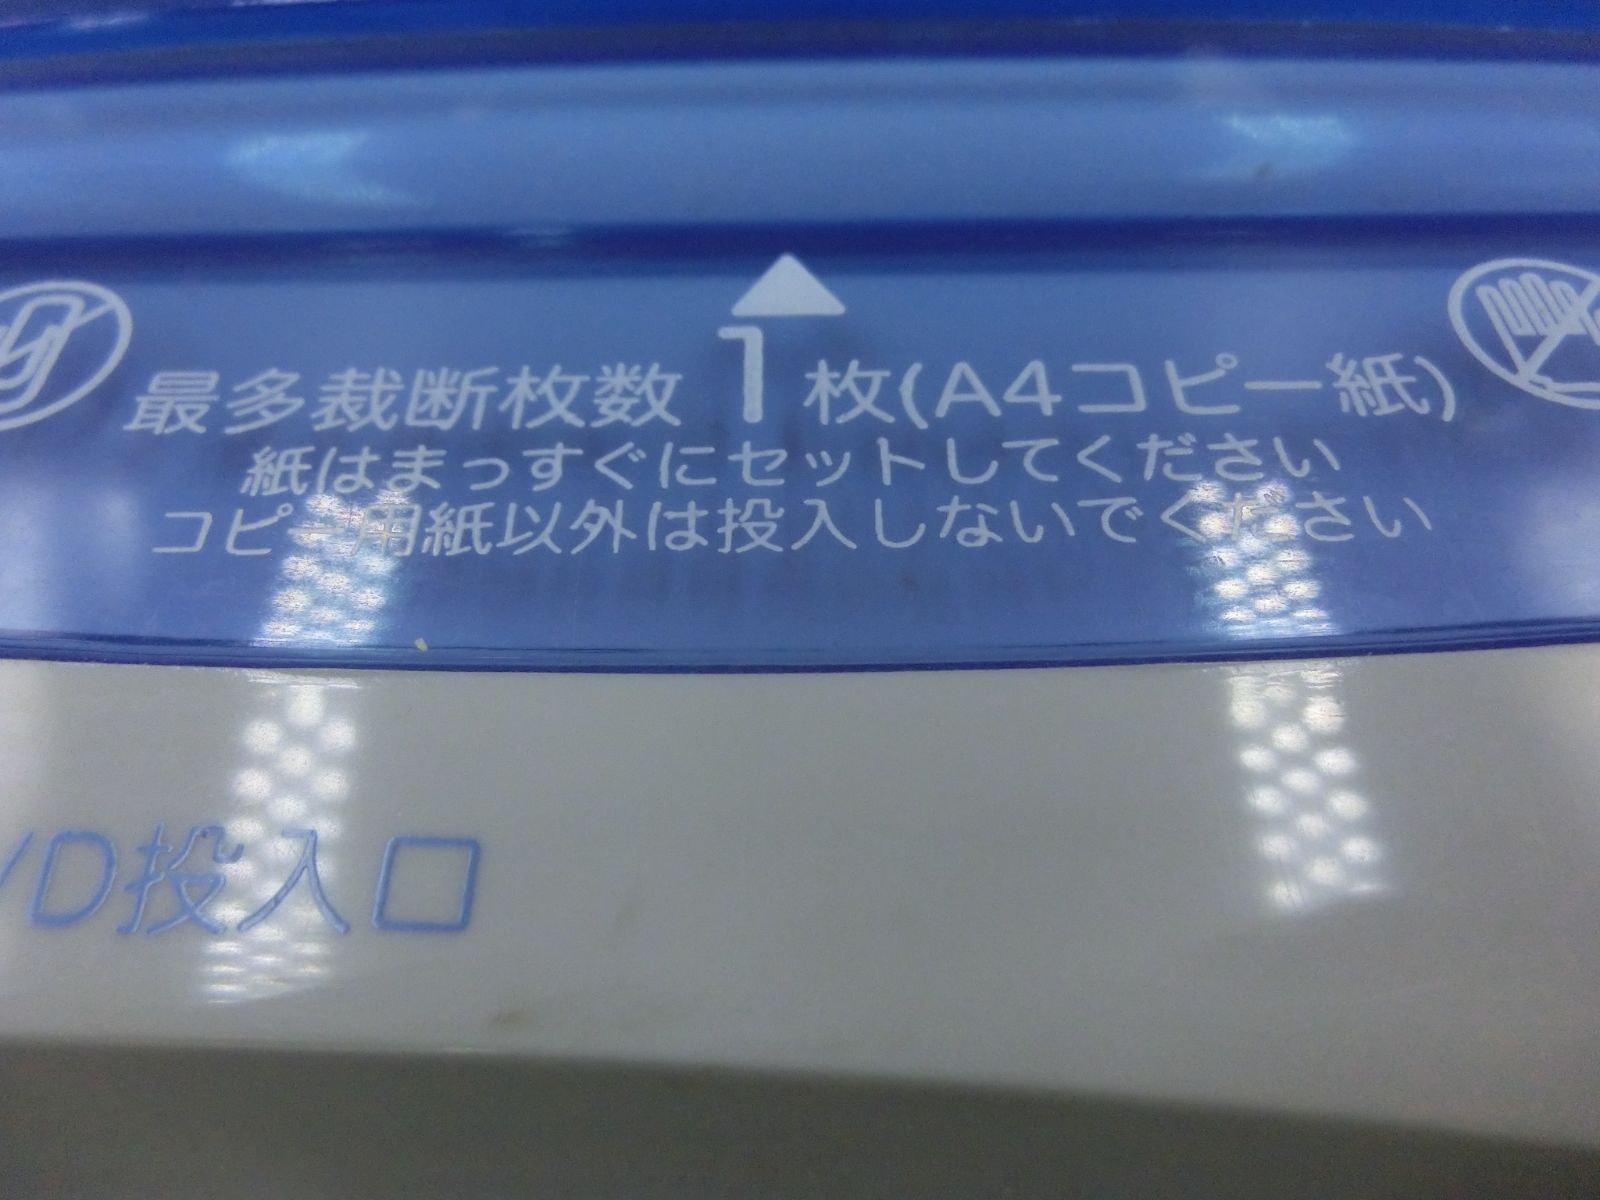 最多裁断枚数 1 枚(A4コピー紙)
紙はまっすぐにセットしてください
コピー用紙以外は投入しないでください
VD投入口